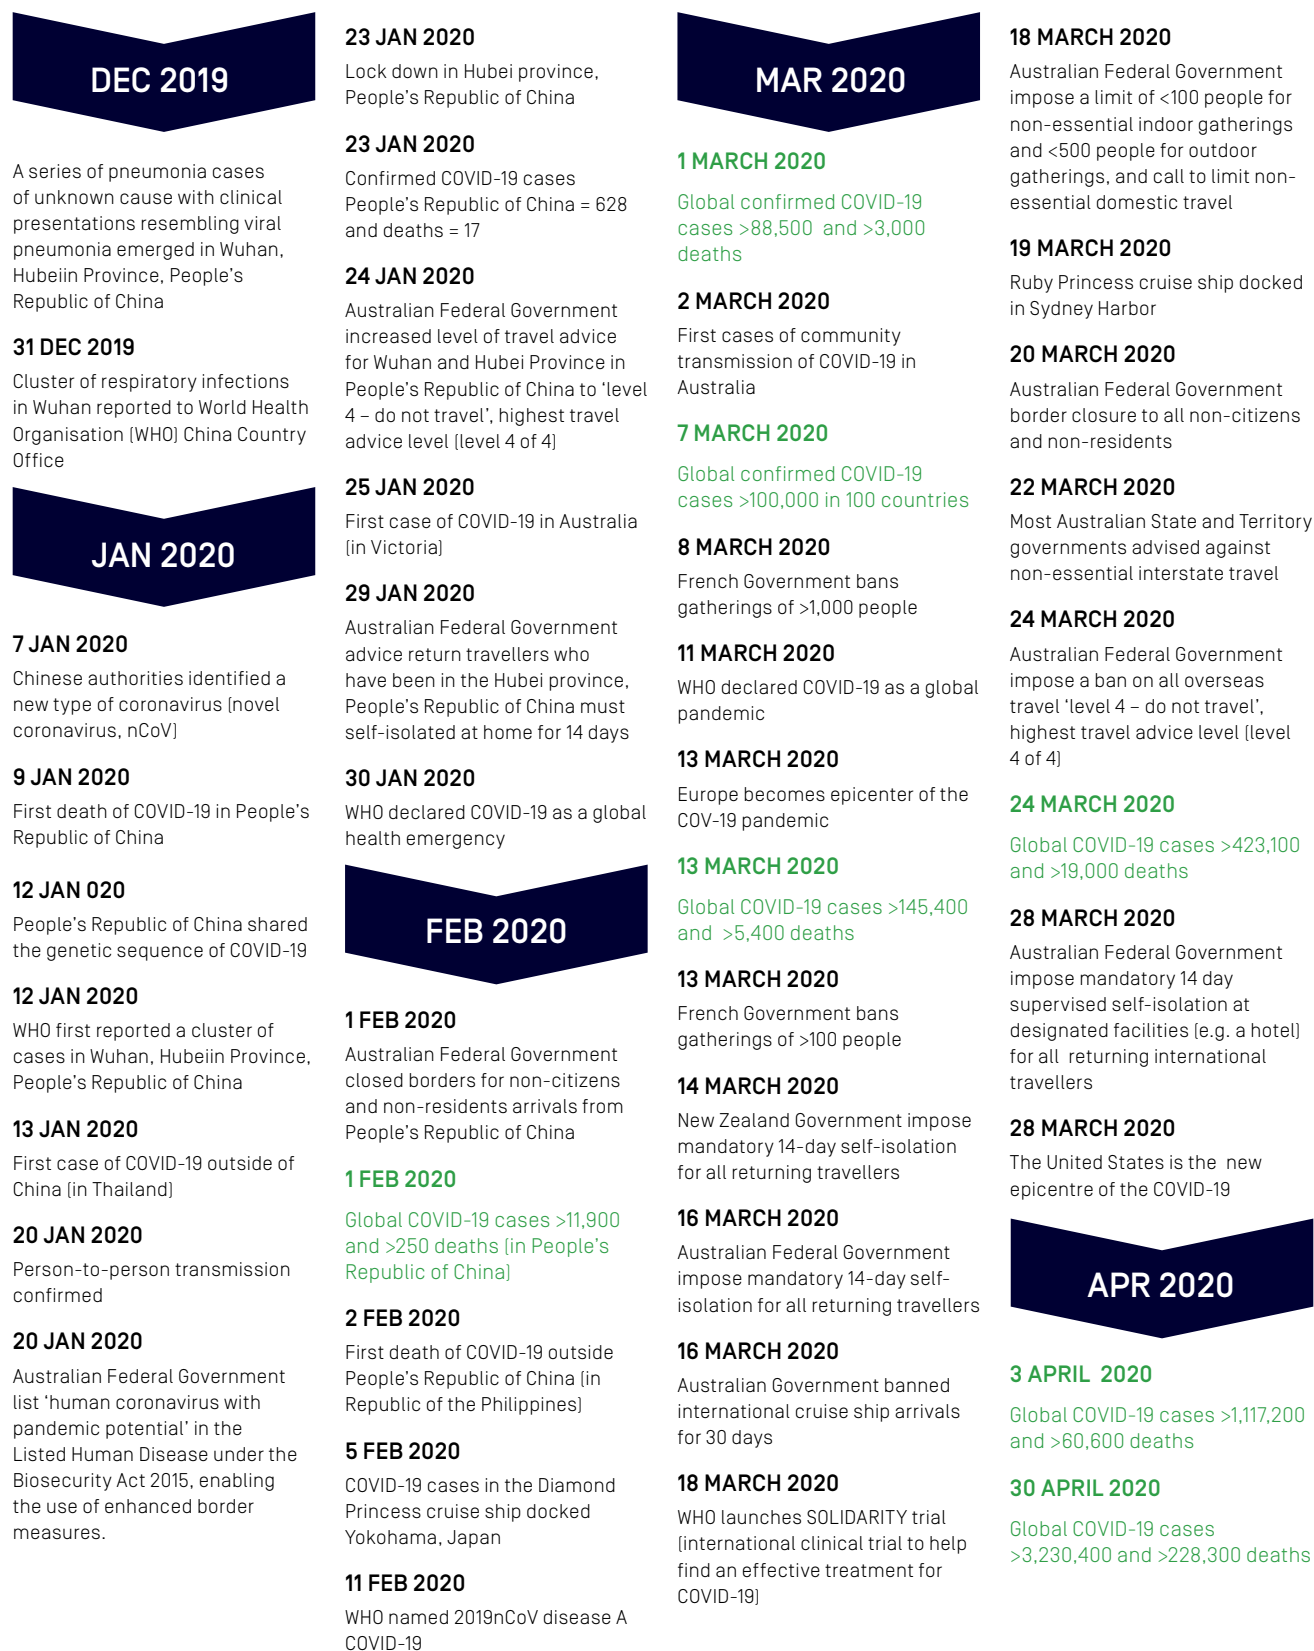 DEC 2019
A series of pneumonia cases
of unknown cause with clinical
presentations resembling viral
pneumonia emerged in Wuhan,
Hubeiin Province, People’s
Republic of China
31 DEC 2019
Cluster of respiratory infections
in Wuhan reported to World Health
Organisation (WHO) China Country
Office
JAN 2020
7 JAN 2020
Chinese authorities identified a
new type of coronavirus (novel
coronavirus, nCoV)
9 JAN 2020
First death of COVID-19 in People’s
Republic of China
12 JAN 020
People’s Republic of China shared
the genetic sequence of COVID-19
12 JAN 2020
WHO first reported a cluster of
cases in Wuhan, Hubeiin Province,
People’s Republic of China
13 JAN 2020
First case of COVID-19 outside of
China (in Thailand)
20 JAN 2020
Person-to-person transmission
confirmed
20 JAN 2020
Australian Federal Government
list ‘human coronavirus with
pandemic potential’ in the
Listed Human Disease under the
Biosecurity Act 2015, enabling
the use of enhanced border
measures.
23 JAN 2020
Lock down in Hubei province,
People’s Republic of China
23 JAN 2020
Confirmed COVID-19 cases
People’s Republic of China = 628
and deaths = 17
24 JAN 2020
Australian Federal Government
increased level of travel advice
for Wuhan and Hubei Province in
People’s Republic of China to ‘level
4 – do not travel’, highest travel
advice level (level 4 of 4)
25 JAN 2020
First case of COVID-19 in Australia
(in Victoria)
29 JAN 2020
Australian Federal Government
advice return travellers who
have been in the Hubei province,
People’s Republic of China must
self-isolated at home for 14 days
30 JAN 2020
WHO declared COVID-19 as a global
health emergency
FEB 2020
1 FEB 2020
Australian Federal Government
closed borders for non-citizens
and non-residents arrivals from
People’s Republic of China
1 FEB 2020
Global COVID-19 cases >11,900
and >250 deaths (in People’s
Republic of China)
2 FEB 2020
First death of COVID-19 outside
People’s Republic of China (in
Republic of the Philippines)
5 FEB 2020
COVID-19 cases in the Diamond
Princess cruise ship docked
Yokohama, Japan
11 FEB 2020
WHO named 2019nCoV disease A
COVID-19
MAR 2020
1 MARCH 2020
Global confirmed COVID-19
cases >88,500 and >3,000
deaths
2 MARCH 2020
First cases of community
transmission of COVID-19 in
Australia
7 MARCH 2020
Global confirmed COVID-19
cases >100,000 in 100 countries
8 MARCH 2020
French Government bans
gatherings of >1,000 people
11 MARCH 2020
WHO declared COVID-19 as a global
pandemic
13 MARCH 2020
Europe becomes epicenter of the
COV-19 pandemic
13 MARCH 2020
Global COVID-19 cases >145,400
and >5,400 deaths
13 MARCH 2020
French Government bans
gatherings of >100 people
14 MARCH 2020
New Zealand Government impose
mandatory 14-day self-isolation
for all returning travellers
16 MARCH 2020
Australian Federal Government
impose mandatory 14-day self-
isolation for all returning travellers
16 MARCH 2020
Australian Government banned
international cruise ship arrivals
for 30 days
18 MARCH 2020
WHO launches SOLIDARITY trial
(international clinical trial to help
find an effective treatment for
COVID-19)
18 MARCH 2020
Australian Federal Government
impose a limit of <100 people for
non-essential indoor gatherings
and <500 people for outdoor
gatherings, and call to limit non-
essential domestic travel
19 MARCH 2020
Ruby Princess cruise ship docked
in Sydney Harbor
20 MARCH 2020
Australian Federal Government
border closure to all non-citizens
and non-residents
22 MARCH 2020
Most Australian State and Territory
governments advised against
non-essential interstate travel
24 MARCH 2020
Australian Federal Government
impose a ban on all overseas
travel ‘level 4 – do not travel’,
highest travel advice level (level
4 of 4)
24 MARCH 2020
Global COVID-19 cases >423,100
and >19,000 deaths
28 MARCH 2020
Australian Federal Government
impose mandatory 14 day
supervised self-isolation at
designated facilities (e.g. a hotel)
for all returning international
travellers
28 MARCH 2020
The United States is the new
epicentre of the COVID-19
APR 2020
3 APRIL 2020
Global COVID-19 cases >1,117,200
and >60,600 deaths
30 APRIL 2020
Global COVID-19 cases
>3,230,400 and >228,300 deaths